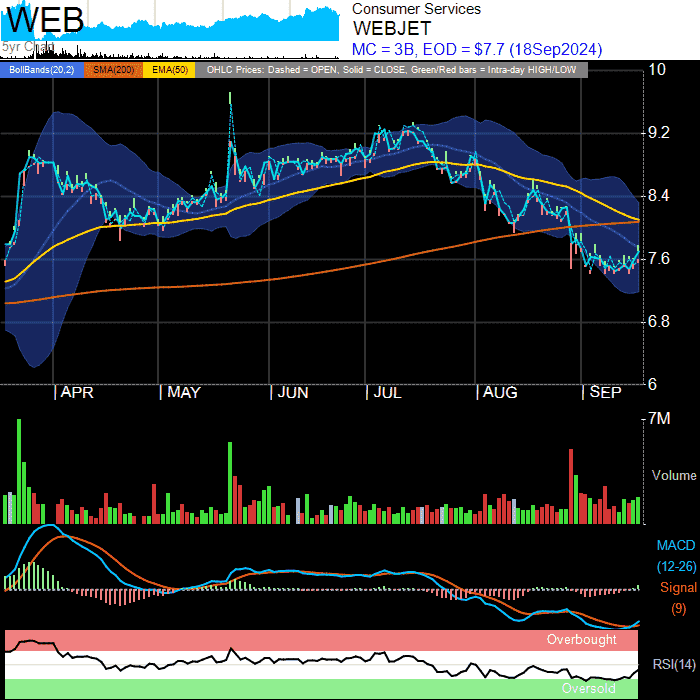 WEB
5yr Chart
Consumer Services
WEBJET
MC = 3B, EOD = $7.7 (18Sep2024)
BollBands(20,2) SMA(200) EMA(50) OHLC Prices: Dashed = OPEN, Solid = CLOSE, Green/Red bars = Intra-day HIGH/LOW
10
9.2
8.4
7.6
6.8
6
APR MAY JUN JUL AUG SEP
7M
Volume
MACD
(12-26)
Signal
(9)
Overbought
RSI(14)
Oversold